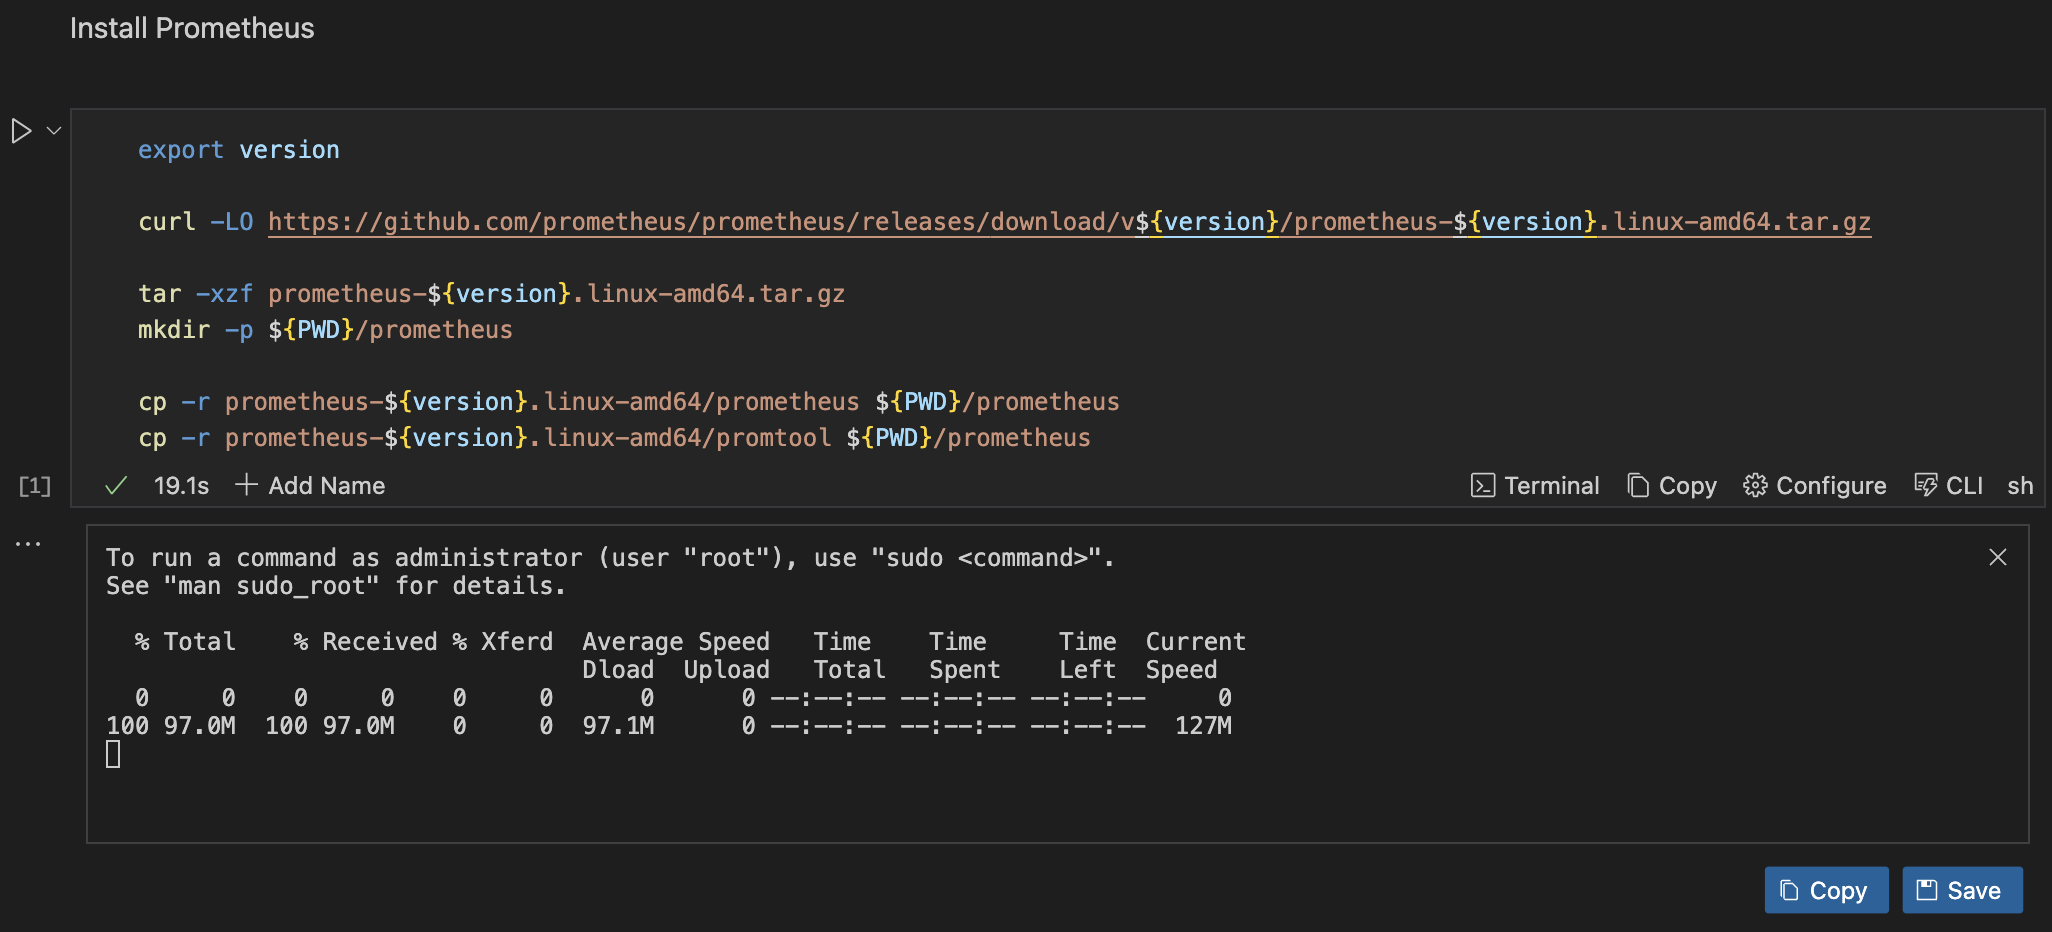 Install Prometheus
export version
curl -LO https://github.com/prometheus/prometheus/releases/download/v${version}/prometheus-${version}.linux-amd64.tar.gz
tar -xzf prometheus-${version}.linux-amd64.tar.gz
mkdir -p ${PWD}/prometheus
cp -r prometheus-${version}.linux-amd64/prometheus ${PWD}/prometheus
cp -r prometheus-${version}.linux-amd64/promtool ${PWD}/prometheus
[1] 19.1s Add Name Terminal Copy Configure CLI sh
To run a command as administrator (user "root"), use "sudo <command>".
See "man sudo_root" for details.
  % Total    % Received % Xferd  Average Speed   Time    Time     Time  Current
                                 Dload  Upload   Total   Spent    Left  Speed
  0     0    0     0    0     0      0      0 --:--:-- --:--:-- --:--:--     0
100 97.0M  100 97.0M    0     0  97.1M      0 --:--:-- --:--:-- --:--:--  127M
Copy Save